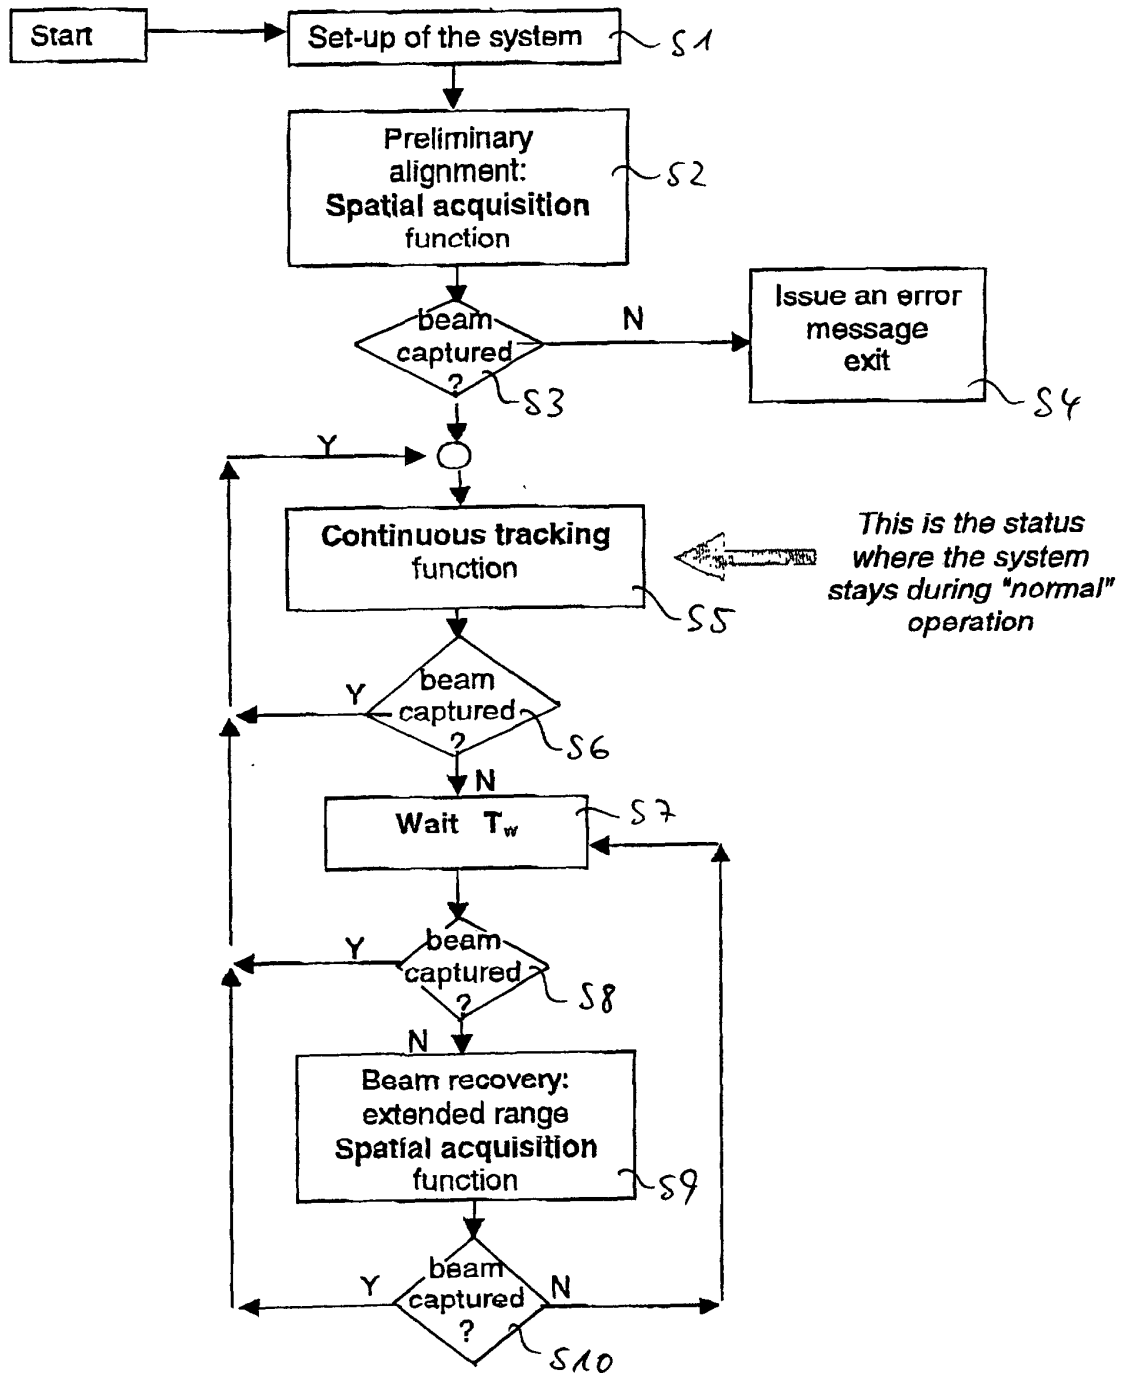 Start
Set-up of the system
S1
Preliminary
alignment:
Spatial acquisition
function
S2
beam
captured
?
S3
N
Issue an error
message
exit
S4
Y
Continuous tracking
function
S5
This is the status
where the system
stays during "normal"
operation
Y
beam
captured
?
S6
N
Wait Tw
S7
Y
beam
captured
?
S8
N
Beam recovery:
extended range
Spatial acquisition
function
S9
Y
beam
captured
?
N
S10